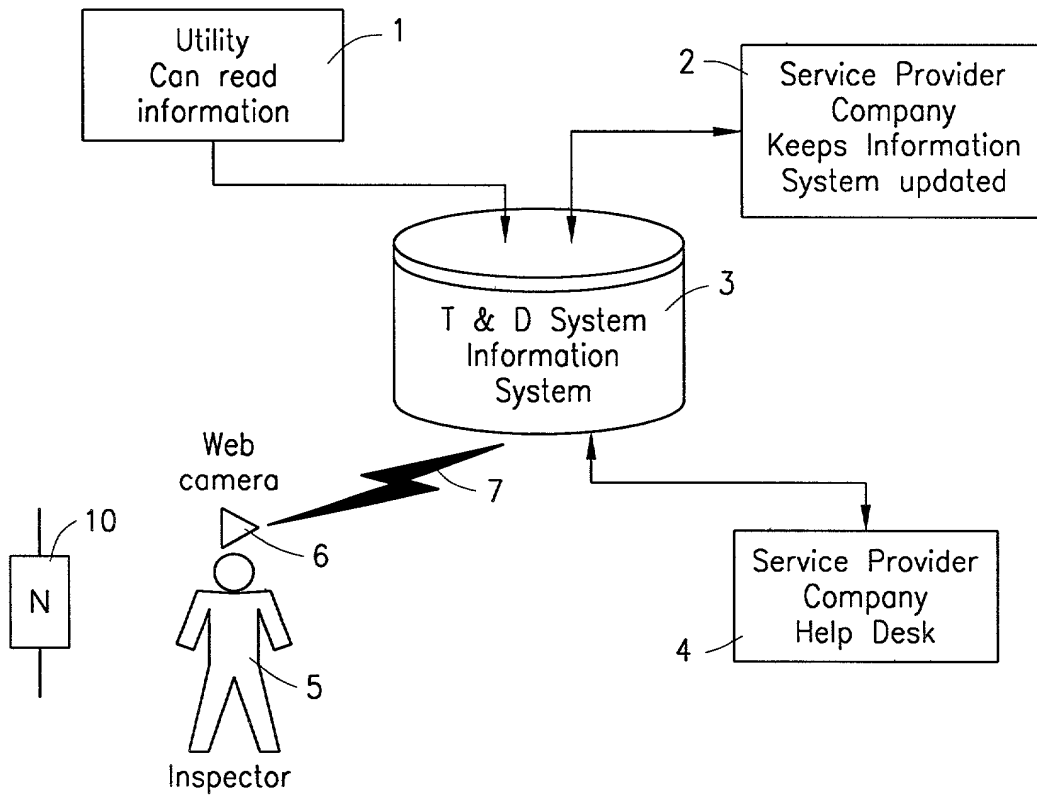 Utility
Can read
information
1
2
Service Provider
Company
Keeps Information
System updated
3
T & D System
Information
System
Web
camera
7
10
6
N
Service Provider
Company
Help Desk
4
5
Inspector